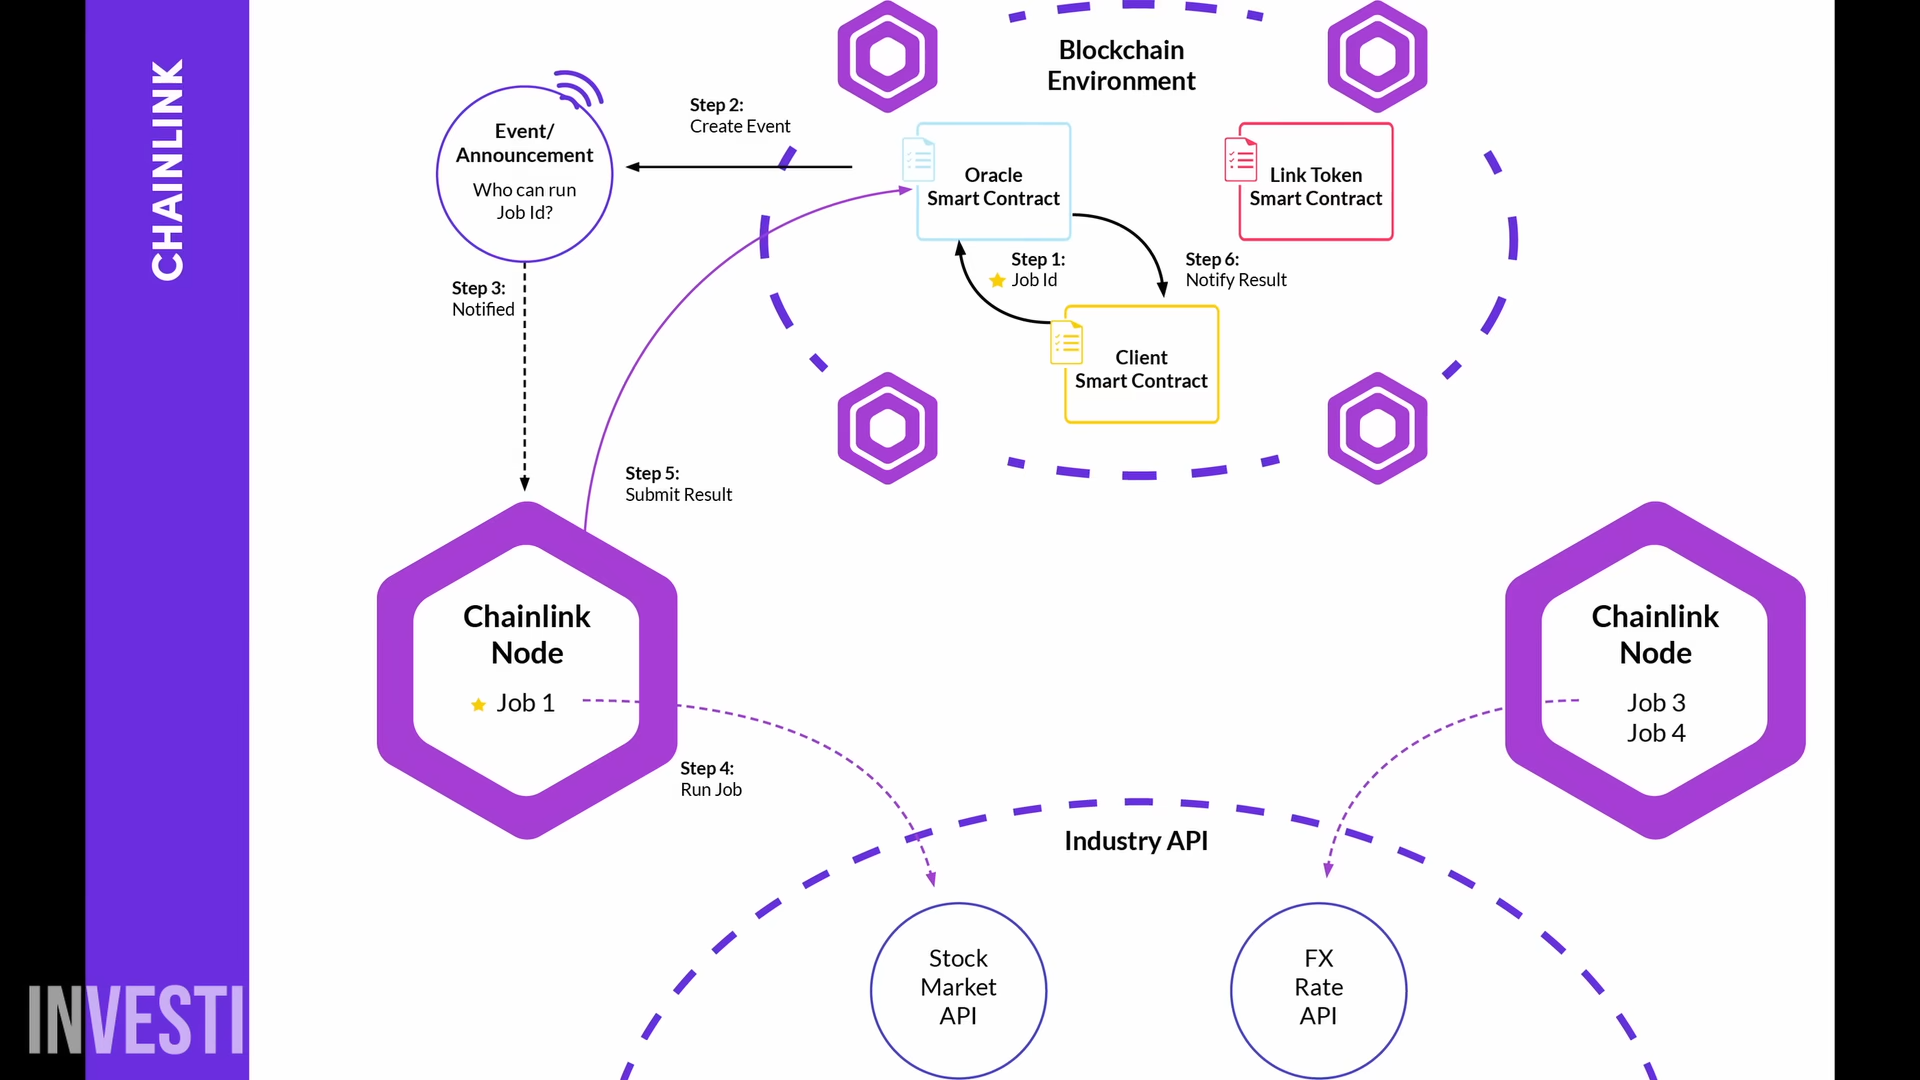 CHAINLINK
Blockchain
Environment
Step 2:
Create Event
Event/
Announcement
Who can run
Job Id?
Oracle
Smart Contract
Link Token
Smart Contract
Step 1:
Job Id
Step 6:
Notify Result
Step 3:
Notified
Client
Smart Contract
Step 5:
Submit Result
Chainlink
Node
Job 1
Chainlink
Node
Job 3
Job 4
Step 4:
Run Job
Industry API
Stock
Market
API
FX
Rate
API
INVESTI